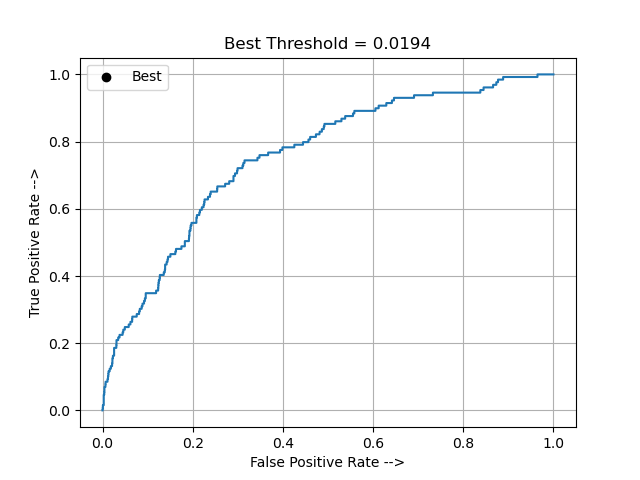 Best Threshold = 0.0194
Best
1.0
0.8
0.6
0.4
0.2
0.0
True Positive Rate -->
0.0 0.2 0.4 0.6 0.8 1.0
False Positive Rate -->